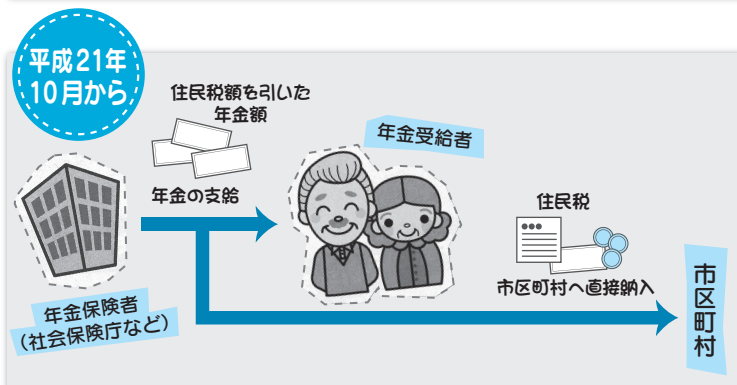 平成21年
10月から
住民税額を引いた
年金額
年金の支給
年金受給者
住民税
市区町村へ直接納入
年金保険者
(社会保険庁など)
市区町村